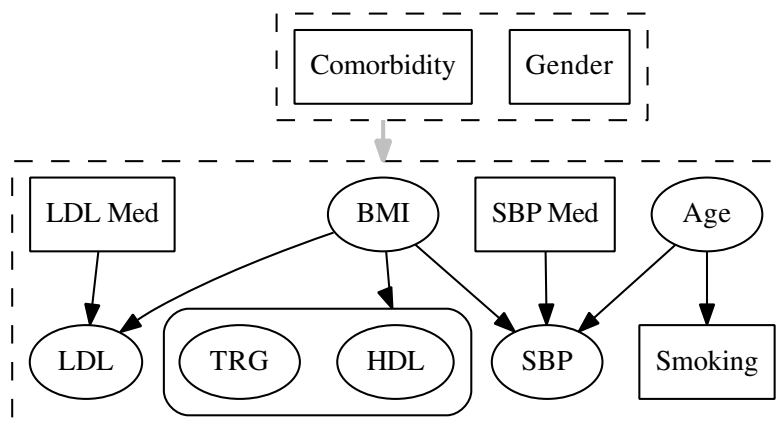 Comorbidity Gender
LDL Med BMI SBP Med Age
LDL TRG HDL SBP Smoking